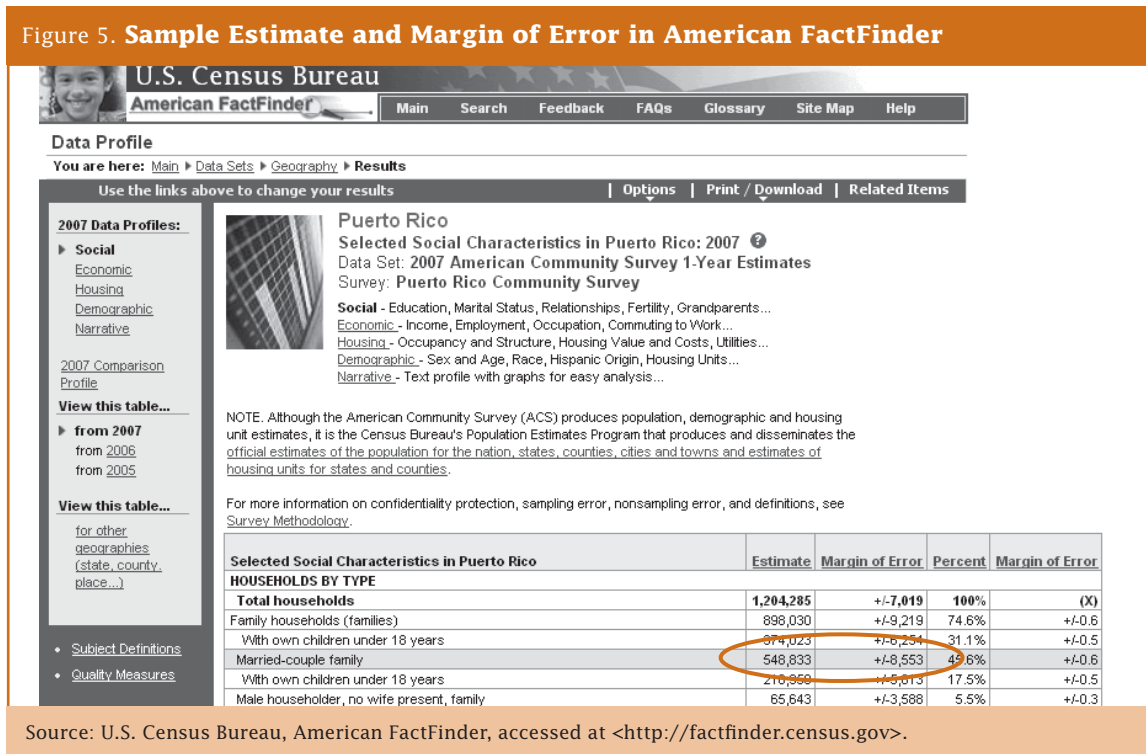 Figure 5. Sample Estimate and Margin of Error in American FactFinder
U.S. Census Bureau
American FactFinder
Main Search Feedback FAQs Glossary Site Map Help
Data Profile
You are here: Main Data Sets Geography Results
Use the links above to change your results | Options | Print / Download | Related Items
2007 Data Profiles:
Social
Economic
Housing
Demographic
Narrative
2007 Comparison
Profile
View this table...
from 2007
from 2006
from 2005
View this table...
for other
geographies
(state, county,
place...)
• Subject Definitions
• Quality Measures
Puerto Rico
Selected Social Characteristics in Puerto Rico: 2007 ?
Data Set: 2007 American Community Survey 1-Year Estimates
Survey: Puerto Rico Community Survey
Social - Education, Marital Status, Relationships, Fertility, Grandparents...
Economic - Income, Employment, Occupation, Commuting to Work...
Housing - Occupancy and Structure, Housing Value and Costs, Utilities...
Demographic - Sex and Age, Race, Hispanic Origin, Housing Units...
Narrative - Text profile with graphs for easy analysis...
NOTE. Although the American Community Survey (ACS) produces population, demographic and housing
unit estimates, it is the Census Bureau's Population Estimates Program that produces and disseminates the
official estimates of the population for the nation, states, counties, cities and towns and estimates of
housing units for states and counties.
For more information on confidentiality protection, sampling error, nonsampling error, and definitions, see
Survey Methodology.
Selected Social Characteristics in Puerto Rico Estimate Margin of Error Percent Margin of Error
HOUSEHOLDS BY TYPE
Total households 1,204,285 +/-7,019 100% (X)
Family households (families) 898,030 +/-9,219 74.6% +/-0.6
With own children under 18 years 374,023 +/-6,254 31.1% +/-0.5
Married-couple family 548,833 +/-8,553 45.6% +/-0.6
With own children under 18 years +/-5,613 17.5% +/-0.5
Male householder, no wife present, family 65,643 +/-3,588 5.5% +/-0.3
Source: U.S. Census Bureau, American FactFinder, accessed at <http://factfinder.census.gov>.